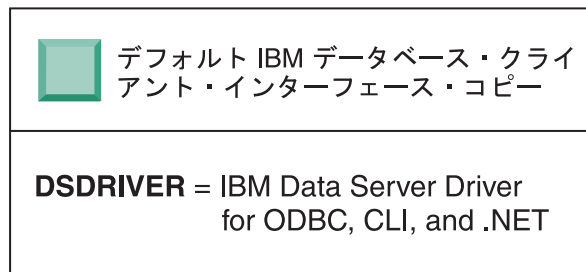 デフォルト IBM データベース・クライ
アント・インターフェース・コピー
DSDRIVER = IBM Data Server Driver
for ODBC, CLI, and .NET